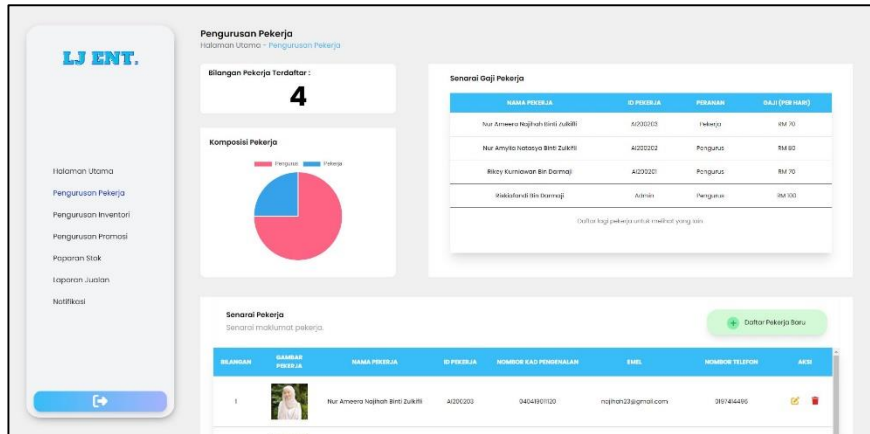 LJ ENT.
Halaman Utama
Pengurusan Pekerja
Pengurusan Inventori
Pengurusan Promosi
Paparan Stok
Laporan Jualan
Notifikasi
Pengurusan Pekerja
Halaman Utama - Pengurusan Pekerja
Bilangan Pekerja Terdaftar :
4
Komposisi Pekerja
Pengurus Pekerja
Senarai Gaji Pekerja
NAMA PEKERJA ID PEKERJA PERANAN GAJI (PER HARI)
Nur Ameera Najihah Binti Zulkifli AI200203 Pekerja RM 70
Nur Amylia Natasya Binti Zulkifli AI200202 Pengurus RM 80
Rikey Kurniawan Bin Darmaji AI200201 Pengurus RM 70
Riskiafandi Bin Darmaji Admin Pengurus RM 100
Daftar lagi pekerja untuk melihat yang lain.
Senarai Pekerja
Senarai maklumat pekerja.
Daftar Pekerja Baru
BILANGAN GAMBAR PEKERJA NAMA PEKERJA ID PEKERJA NOMBOR KAD PENGENALAN EMEL NOMBOR TELEFON AKSI
1 Nur Ameera Najihah Binti Zulkifli AI200203 04041901120 najihah23@gmail.com 0197414496